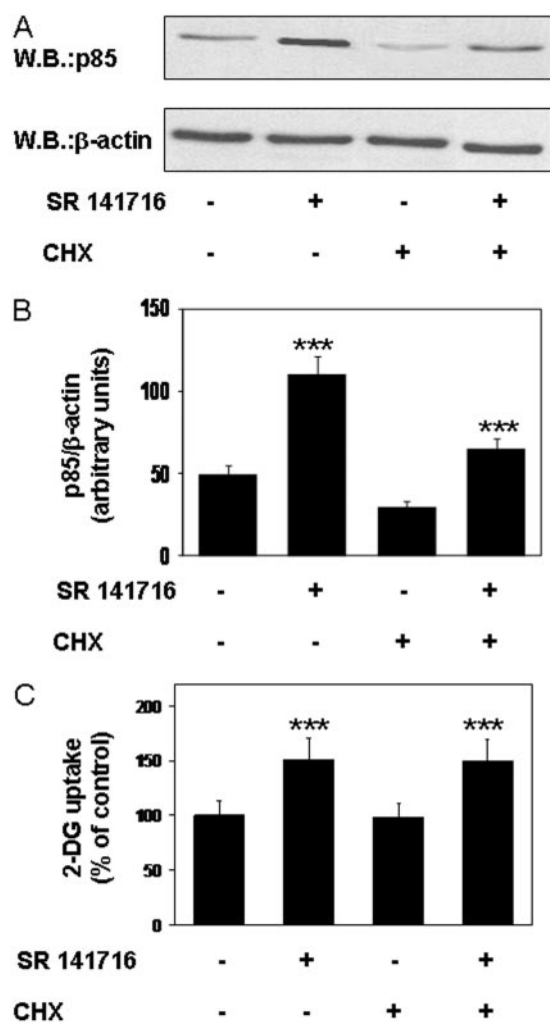 A
W.B.:p85
W.B.:β-actin
SR 141716 - + - +
CHX - - + +
B
p85/β-actin
(arbitrary units)
150
100
50
0
*** ***
SR 141716 - + - +
CHX - - + +
C
2-DG uptake
(% of control)
200
150
100
50
0
*** ***
SR 141716 - + - +
CHX - - + +